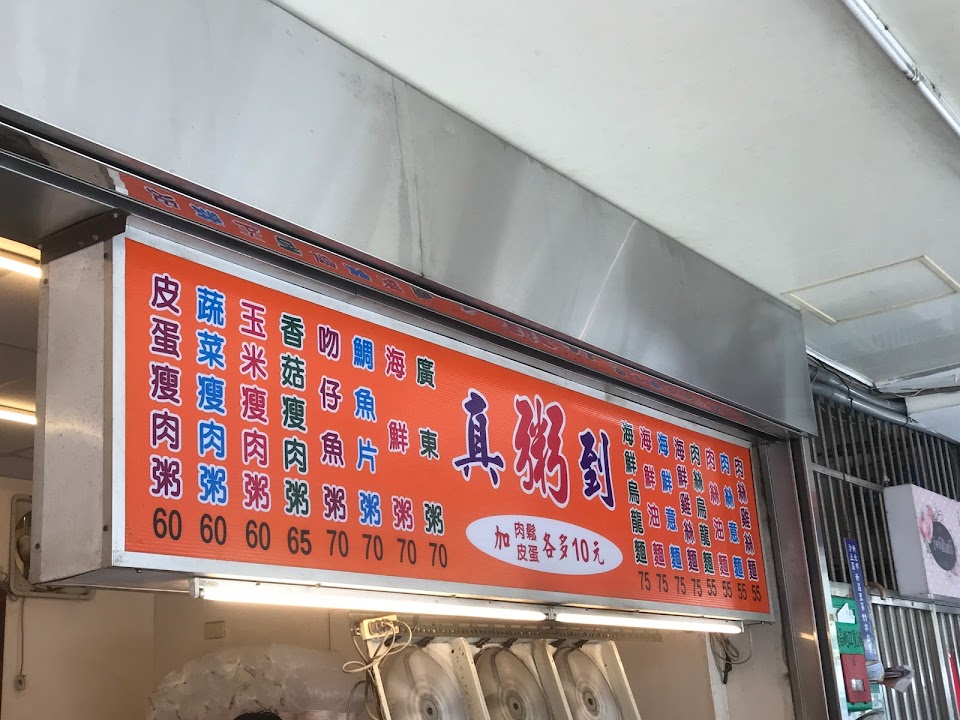 皮蛋瘦肉粥 60
蔬菜瘦肉粥 60
玉米瘦肉粥 60
香菇瘦肉粥 65
吻仔魚粥 70
鯛魚片粥 70
海鮮粥 70
廣東粥 70
真粥到
加 肉鬆 皮蛋 各多10元
海鮮烏龍麵 75
海鮮油麵 75
海鮮意麵 75
海鮮雞絲麵 75
肉絲烏龍麵 55
肉絲油麵 55
肉絲意麵 55
肉絲雞絲麵 55